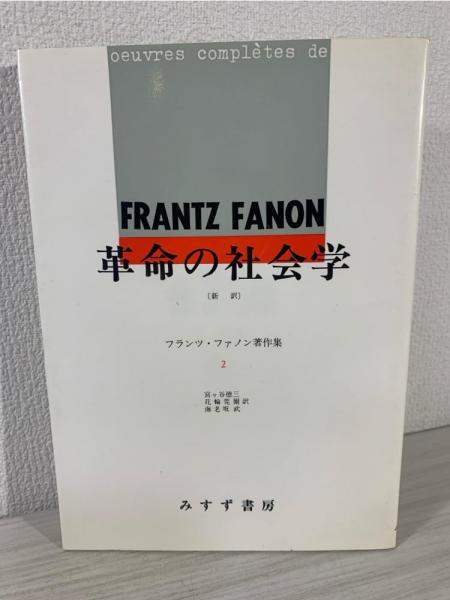 oeuvres complètes de
FRANTZ FANON
革命の社会学
〔新訳〕
フランツ・ファノン著作集
2
宮ヶ谷徳三
花輪莞爾訳
海老坂武
みすず書房